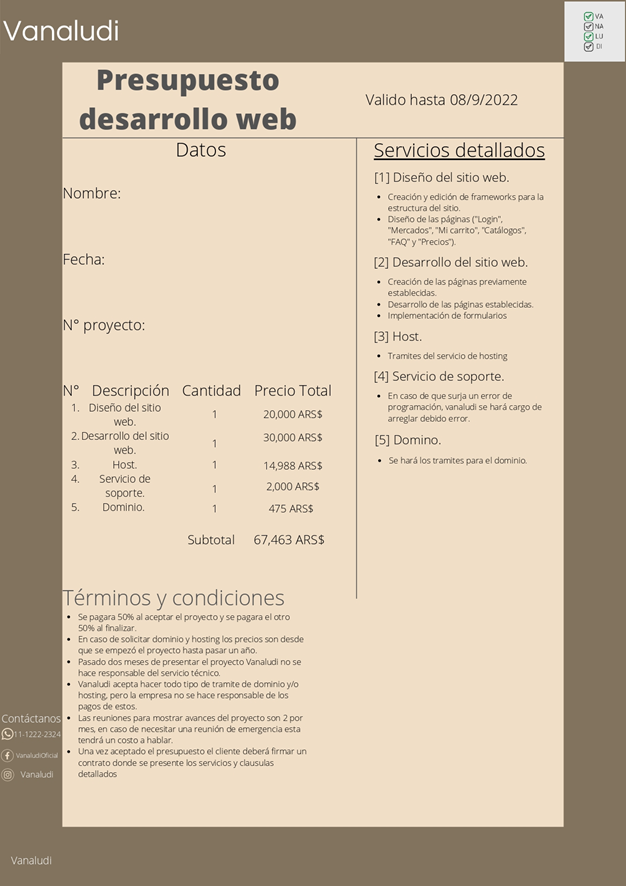 Vanaludi
VA
NA
LU
DI
Presupuesto
desarrollo web
Valido hasta 08/9/2022
Datos
Nombre:
Fecha:
N° proyecto:
N° Descripción Cantidad Precio Total
1. Diseño del sitio
web.
1
20,000 ARS$
2. Desarrollo del sitio
web.
1
30,000 ARS$
3. Host. 1 14,988 ARS$
4. Servicio de
soporte.
1
2,000 ARS$
5. Dominio. 1 475 ARS$
Subtotal 67,463 ARS$
Servicios detallados
[1] Diseño del sitio web.
Creación y edición de frameworks para la
estructura del sitio.
Diseño de las páginas ("Login",
"Mercados", "Mi carrito", "Catálogos",
"FAQ" y "Precios").
[2] Desarrollo del sitio web.
Creación de las páginas previamente
establecidas.
Desarrollo de las páginas establecidas.
Implementación de formularios
[3] Host.
Tramites del servicio de hosting
[4] Servicio de soporte.
En caso de que surja un error de
programación, vanaludi se hará cargo de
arreglar debido error.
[5] Domino.
Se hará los tramites para el dominio.
Términos y condiciones
Se pagara 50% al aceptar el proyecto y se pagara el otro
50% al finalizar.
En caso de solicitar dominio y hosting los precios son desde
que se empezó el proyecto hasta pasar un año.
Pasado dos meses de presentar el proyecto Vanaludi no se
hace responsable del servicio técnico.
Vanaludi acepta hacer todo tipo de tramite de dominio y/o
hosting, pero la empresa no se hace responsable de los
pagos de estos.
Las reuniones para mostrar avances del proyecto son 2 por
mes, en caso de necesitar una reunión de emergencia esta
tendrá un costo a hablar.
Una vez aceptado el presupuesto el cliente deberá firmar un
contrato donde se presente los servicios y clausulas
detallados
Contáctanos
11-1222-2324
VanaludiOficial
Vanaludi
Vanaludi